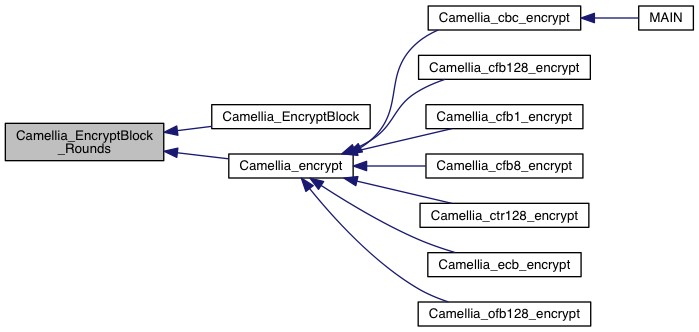 Camellia_EncryptBlock
_Rounds
Camellia_EncryptBlock
Camellia_encrypt
Camellia_cbc_encrypt
MAIN
Camellia_cfb128_encrypt
Camellia_cfb1_encrypt
Camellia_cfb8_encrypt
Camellia_ctr128_encrypt
Camellia_ecb_encrypt
Camellia_ofb128_encrypt